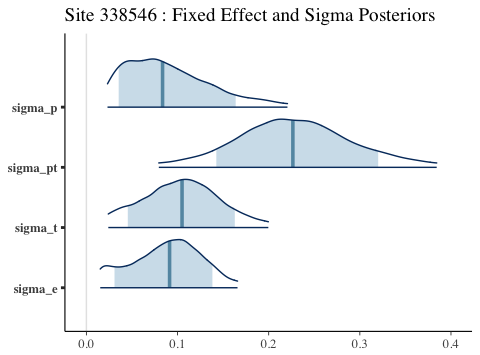 Site 338546 : Fixed Effect and Sigma Posteriors
sigma_p
sigma_pt
sigma_t
sigma_e
0.0 0.1 0.2 0.3 0.4